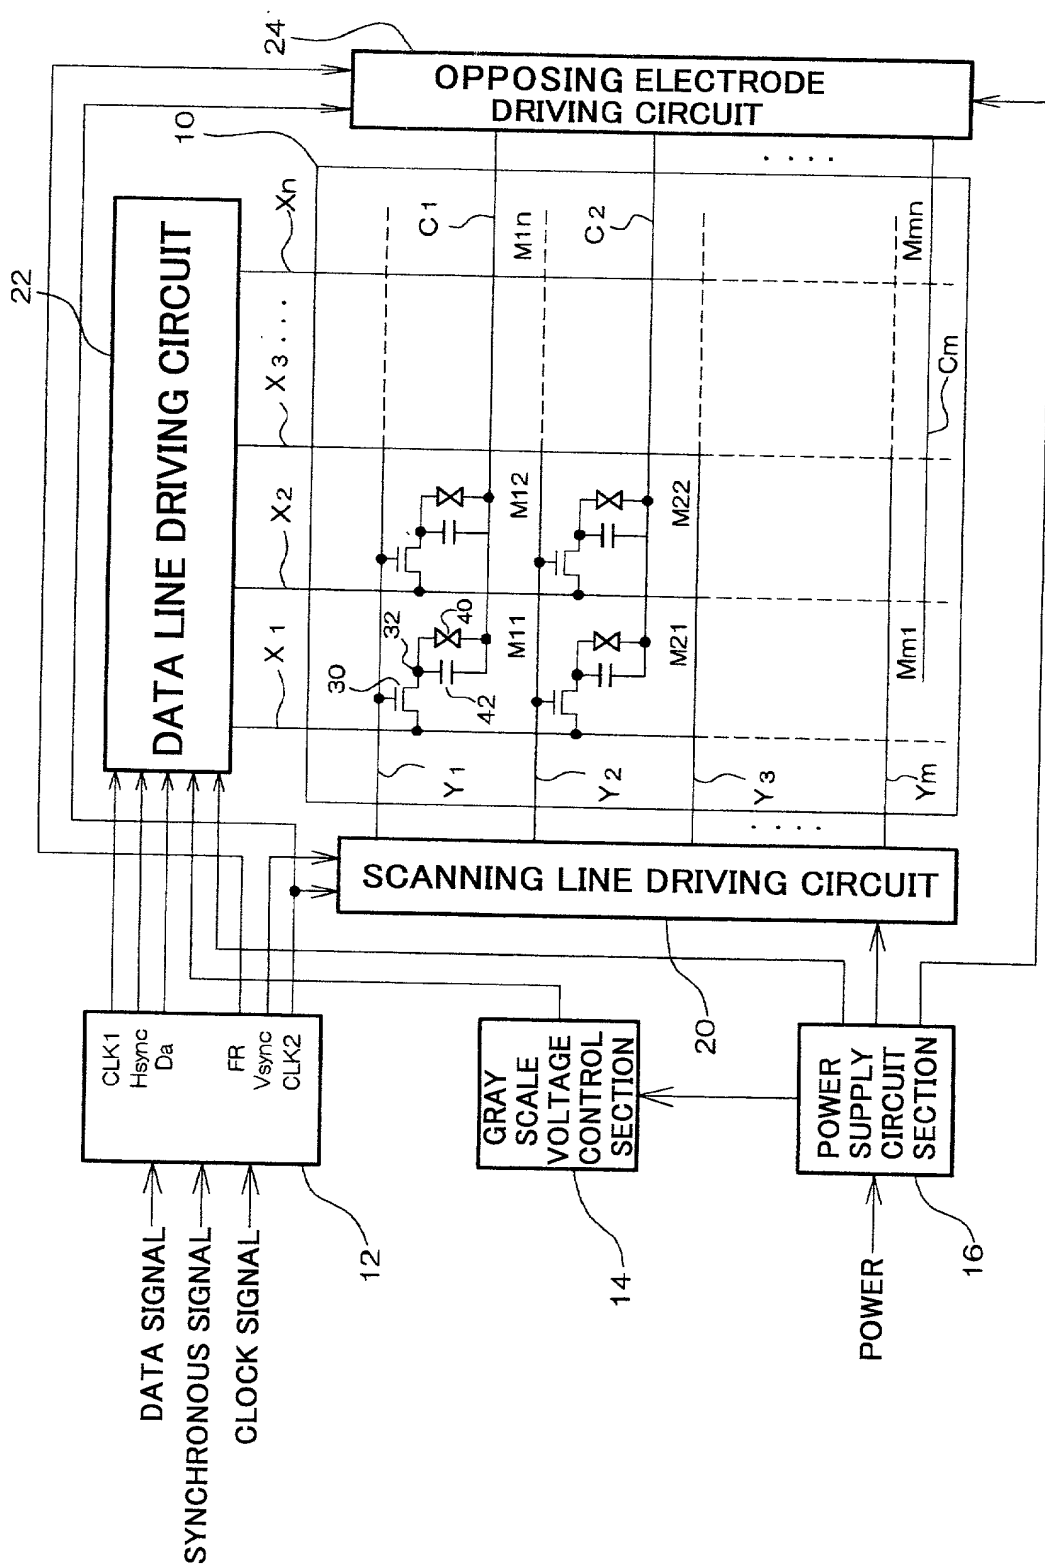 DATA SIGNAL
SYNCHRONOUS SIGNAL
CLOCK SIGNAL
12
CLK1
Hsync
Da
FR
Vsync
CLK2
22
DATA LINE DRIVING CIRCUIT
X1
X2
X3 . . . .
Xn
10
24
OPPOSING ELECTRODE
DRIVING CIRCUIT
GRAY
SCALE
VOLTAGE
CONTROL
SECTION
14
POWER
POWER
SUPPLY
CIRCUIT
SECTION
16
20
SCANNING LINE DRIVING CIRCUIT
. . . .
. . . .
Y1
30
32
40
42
M11
M12
C1
M1n
Y2
M21
M22
C2
Y3
Ym
Mm1
Cm
Mmn